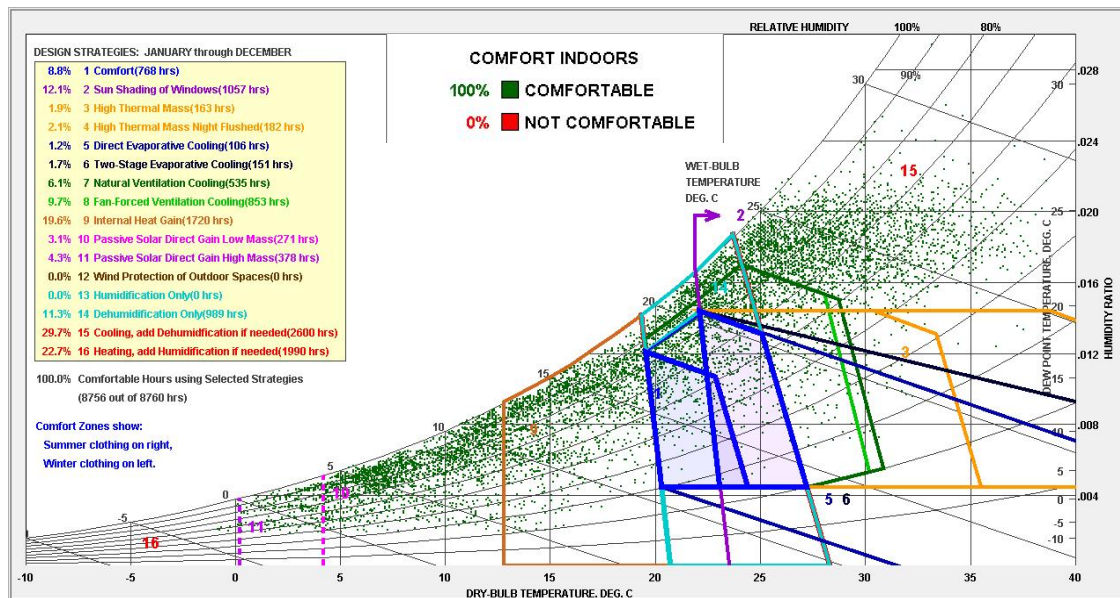 RELATIVE HUMIDITY 100% 80%
DESIGN STRATEGIES: JANUARY through DECEMBER
8.8% 1 Comfort(768 hrs)
12.1% 2 Sun Shading of Windows(1057 hrs)
1.9% 3 High Thermal Mass(163 hrs)
2.1% 4 High Thermal Mass Night Flushed(182 hrs)
1.2% 5 Direct Evaporative Cooling(106 hrs)
1.7% 6 Two-Stage Evaporative Cooling(151 hrs)
6.1% 7 Natural Ventilation Cooling(535 hrs)
9.7% 8 Fan-Forced Ventilation Cooling(853 hrs)
19.6% 9 Internal Heat Gain(1720 hrs)
3.1% 10 Passive Solar Direct Gain Low Mass(271 hrs)
4.3% 11 Passive Solar Direct Gain High Mass(378 hrs)
0.0% 12 Wind Protection of Outdoor Spaces(0 hrs)
0.0% 13 Humidification Only(0 hrs)
11.3% 14 Dehumidification Only(989 hrs)
29.7% 15 Cooling, add Dehumidfication if needed(2600 hrs)
22.7% 16 Heating, add Humidification if needed(1990 hrs)
100.0% Comfortable Hours using Selected Strategies
(8756 out of 8760 hrs)
Comfort Zones show:
Summer clothing on right,
Winter clothing on left.
COMFORT INDOORS
100% COMFORTABLE
0% NOT COMFORTABLE
WET-BULB
TEMPERATURE
DEG. C
90%
30
30
25
25
20
20
15
15
10
10
5
5
0
0
-5
-5
-10
.028
.024
.020
.016
.012
.008
.004
HUMIDITY RATIO
DEW POINT TEMPERATURE, DEG. C
15
2
14
3
1
9
10
11
16
5 6
-10 -5 0 5 10 15 20 25 30 35 40
DRY-BULB TEMPERATURE, DEG. C